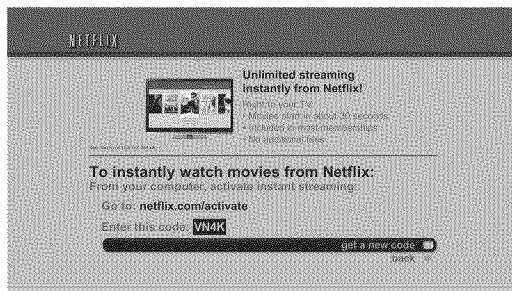 NETFLIX
Unlimited streaming
instantly from Netflix!
Right to your TV
• Movies start in about 30 seconds
• Included in most memberships
• No additional fees
To instantly watch movies from Netflix:
From your computer, activate instant streaming:
Go to: netflix.com/activate
Enter this code: VN4K
get a new code
back